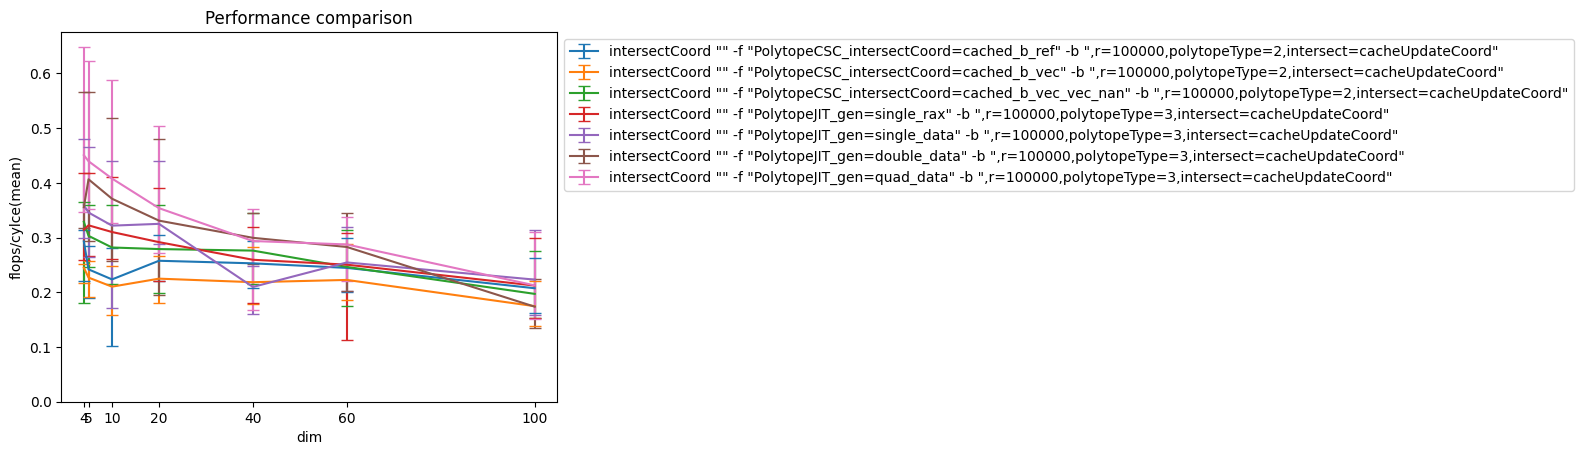 Performance comparison
flops/cylce(mean)
0.6
0.5
0.4
0.3
0.2
0.1
0.0
4 5 10 20 40 60 100
dim
intersectCoord "" -f "PolytopeCSC_intersectCoord=cached_b_ref" -b ",r=100000,polytopeType=2,intersect=cacheUpdateCoord"
intersectCoord "" -f "PolytopeCSC_intersectCoord=cached_b_vec" -b ",r=100000,polytopeType=2,intersect=cacheUpdateCoord"
intersectCoord "" -f "PolytopeCSC_intersectCoord=cached_b_vec_vec_nan" -b ",r=100000,polytopeType=2,intersect=cacheUpdateCoord"
intersectCoord "" -f "PolytopeJIT_gen=single_rax" -b ",r=100000,polytopeType=3,intersect=cacheUpdateCoord"
intersectCoord "" -f "PolytopeJIT_gen=single_data" -b ",r=100000,polytopeType=3,intersect=cacheUpdateCoord"
intersectCoord "" -f "PolytopeJIT_gen=double_data" -b ",r=100000,polytopeType=3,intersect=cacheUpdateCoord"
intersectCoord "" -f "PolytopeJIT_gen=quad_data" -b ",r=100000,polytopeType=3,intersect=cacheUpdateCoord"